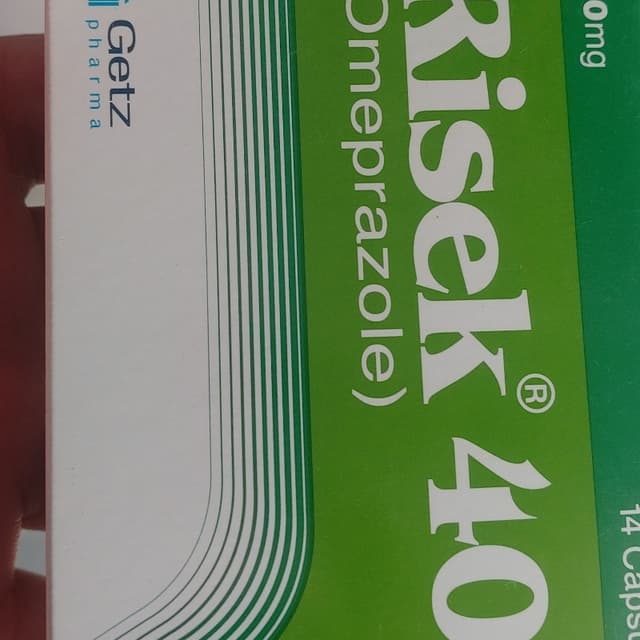 0mg
14 Caps
Risek® 40
Omeprazole)
Getz
pharma